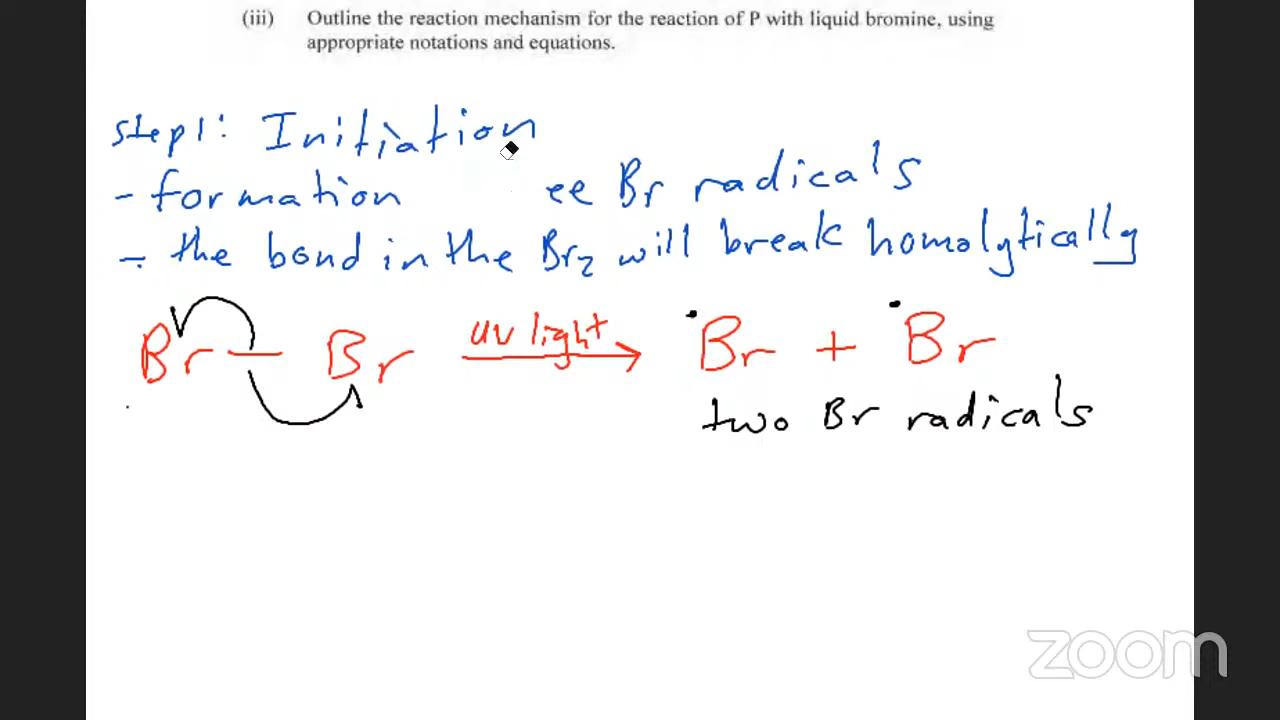 (iii) Outline the reaction mechanism for the reaction of P with liquid bromine, using
appropriate notations and equations.
Step 1: Initiation
- formation ee Br radicals
- the bond in the Br₂ will break homolytically
Br — Br uv light → •Br + •Br
two Br radicals
zoom